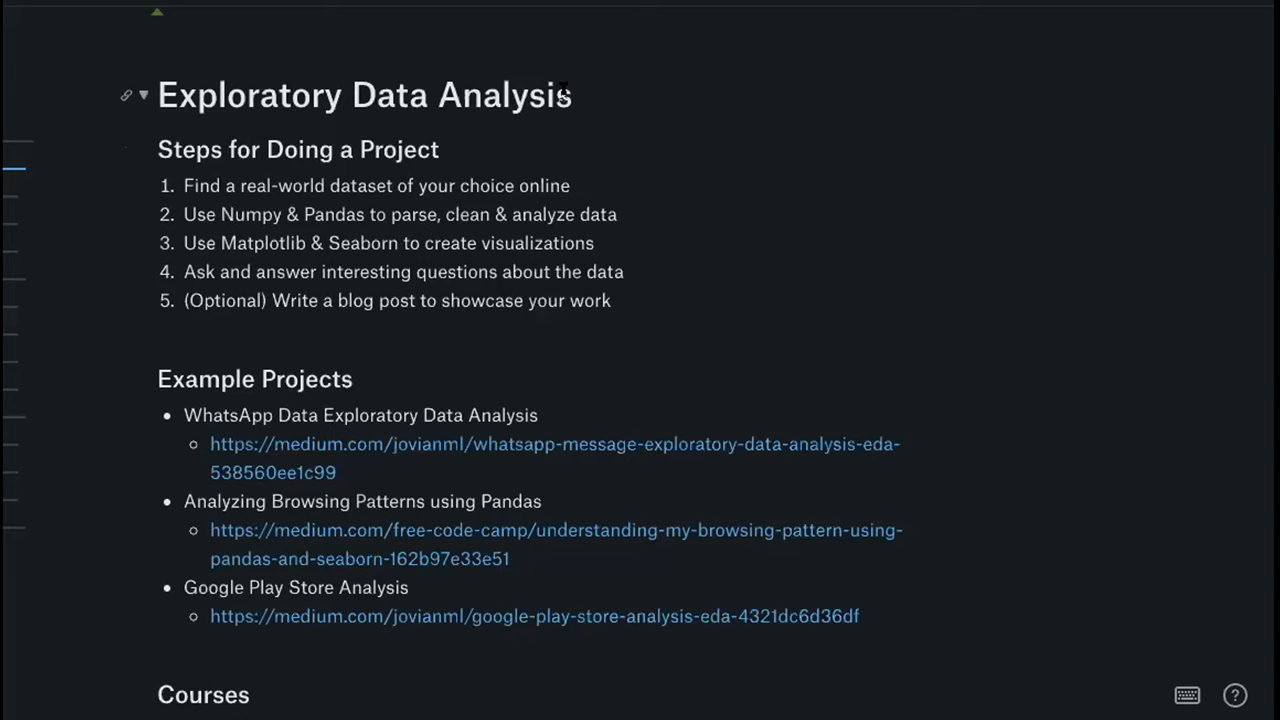 Exploratory Data Analysis
Steps for Doing a Project
1. Find a real-world dataset of your choice online
2. Use Numpy & Pandas to parse, clean & analyze data
3. Use Matplotlib & Seaborn to create visualizations
4. Ask and answer interesting questions about the data
5. (Optional) Write a blog post to showcase your work
Example Projects
• WhatsApp Data Exploratory Data Analysis
https://medium.com/jovianml/whatsapp-message-exploratory-data-analysis-eda-
538560ee1c99
• Analyzing Browsing Patterns using Pandas
https://medium.com/free-code-camp/understanding-my-browsing-pattern-using-
pandas-and-seaborn-162b97e33e51
• Google Play Store Analysis
https://medium.com/jovianml/google-play-store-analysis-eda-4321dc6d36df
Courses